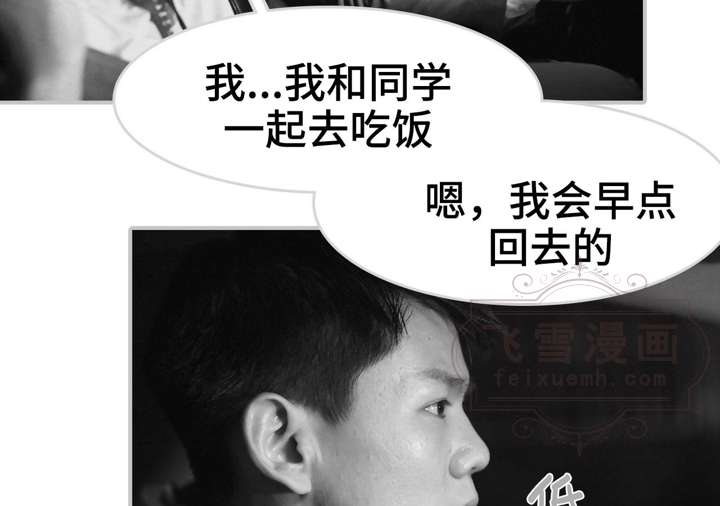 我...我和同学
一起去吃饭
嗯，我会早点
回去的
飞雪漫画
feixuemh.com
低